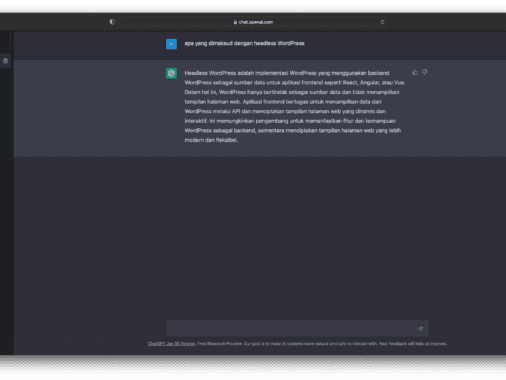 chat.openai.com
apa yang dimaksud dengan headless WordPress
Headless WordPress adalah implementasi WordPress yang menggunakan backend
WordPress sebagai sumber data untuk aplikasi frontend seperti React, Angular, atau Vue.
Dalam hal ini, WordPress hanya bertindak sebagai sumber data dan tidak menampilkan
tampilan halaman web. Aplikasi frontend bertugas untuk menampilkan data dari
WordPress melalui API dan menciptakan tampilan halaman web yang dinamis dan
interaktif. Ini memungkinkan pengembang untuk memanfaatkan fitur dan kemampuan
WordPress sebagai backend, sementara menciptakan tampilan halaman web yang lebih
modern dan fleksibel.
ChatGPT Jan 30 Version. Free Research Preview. Our goal is to make AI systems more natural and safe to interact with. Your feedback will help us improve.